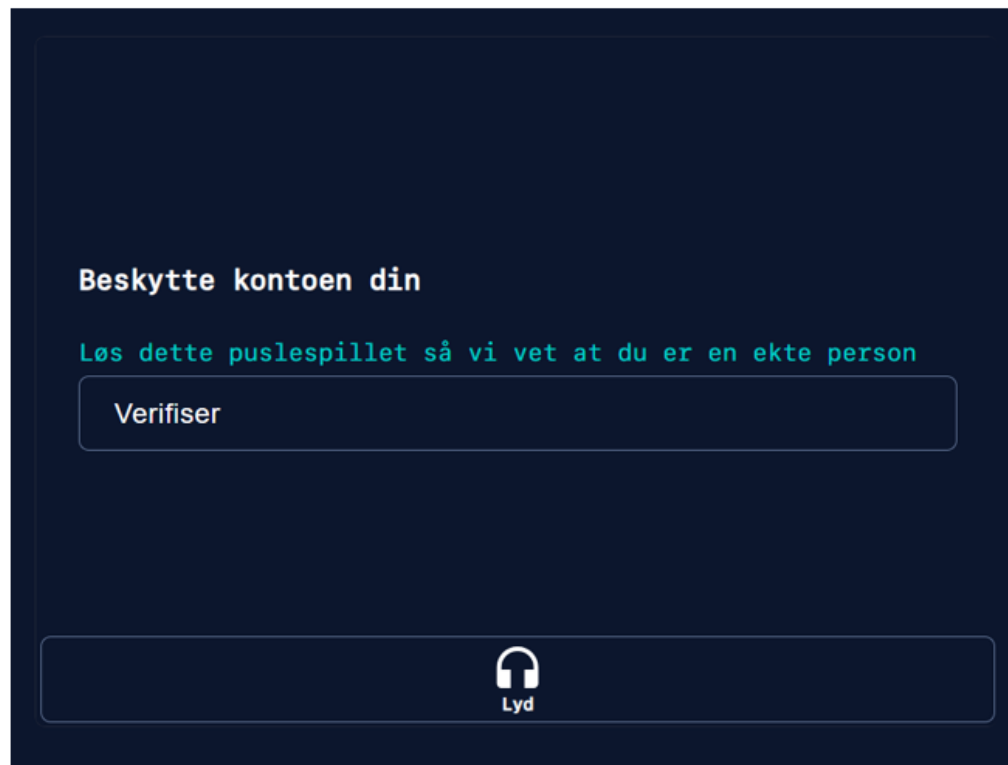 Beskytte kontoen din
Løs dette puslespillet så vi vet at du er en ekte person
Verifiser
Lyd